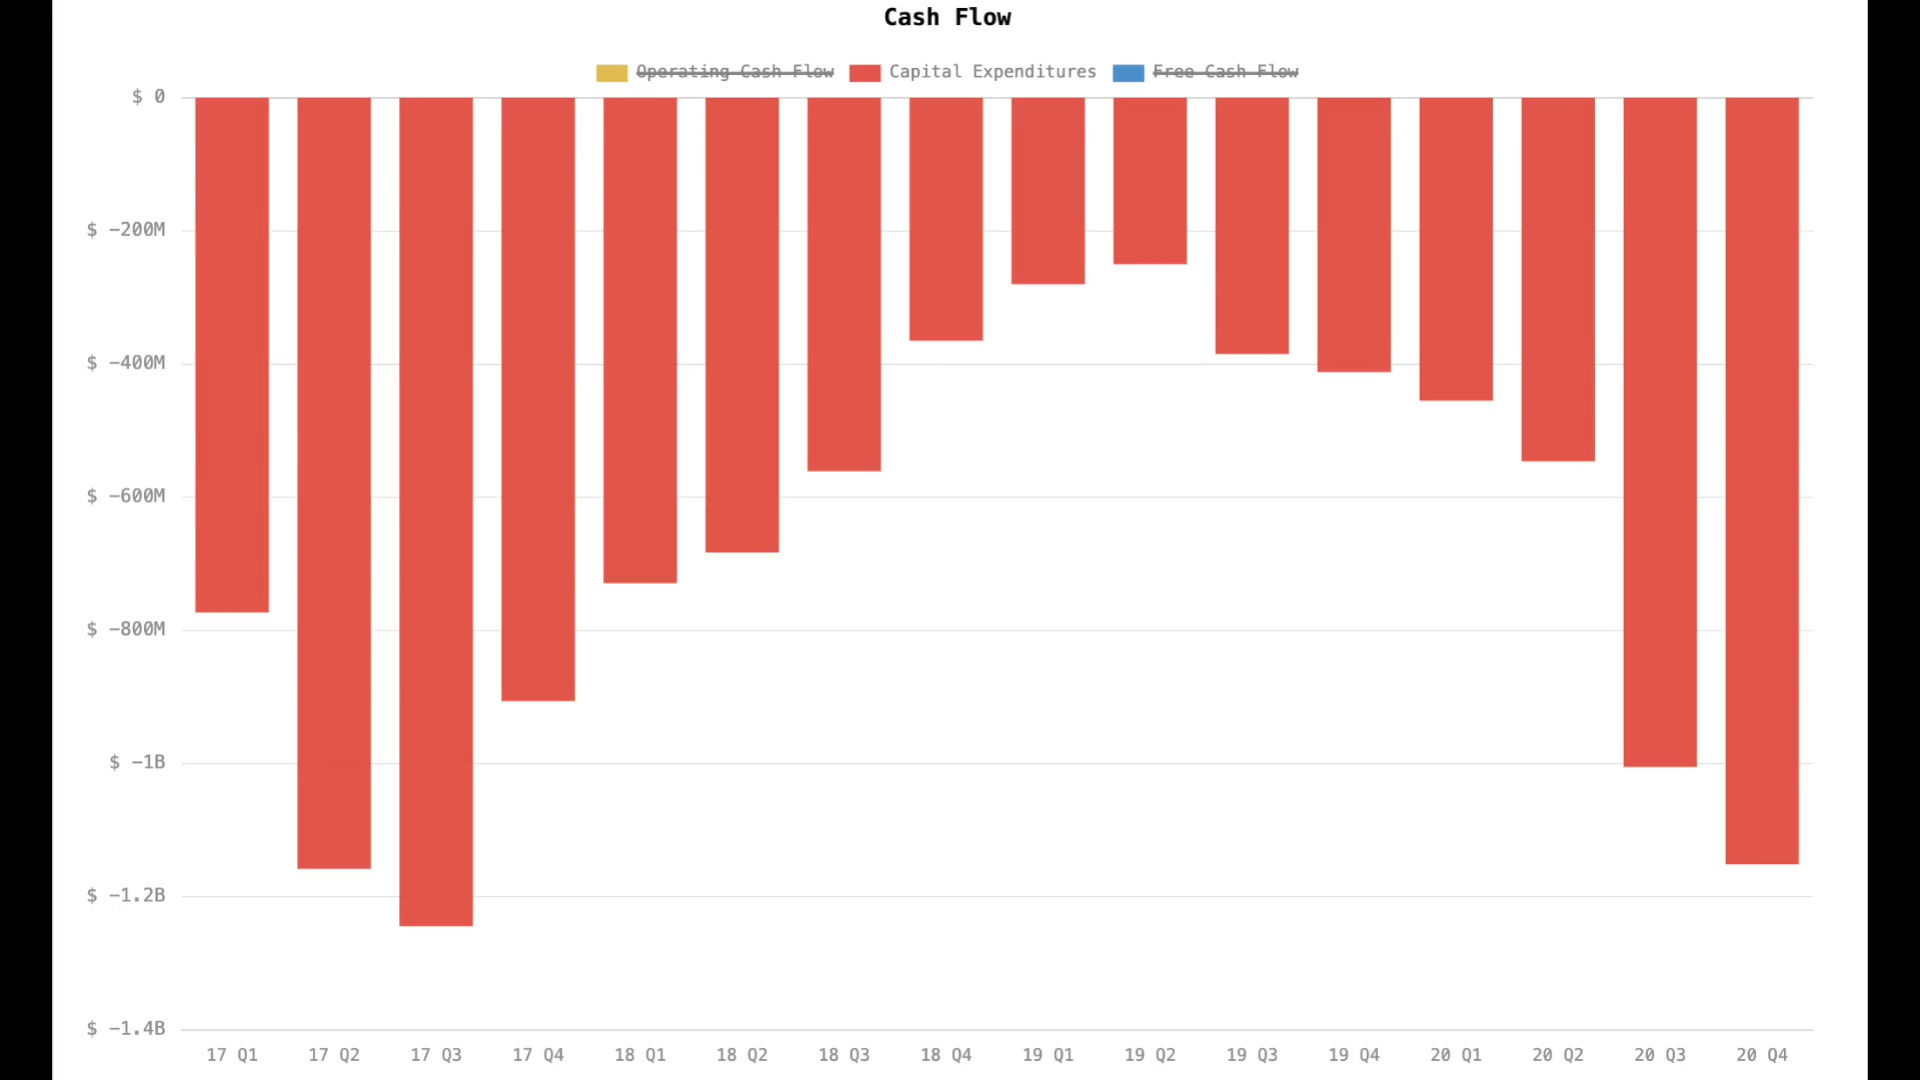 Cash Flow
Operating Cash Flow Capital Expenditures Free Cash Flow
$ 0
$ −200M
$ −400M
$ −600M
$ −800M
$ −1B
$ −1.2B
$ −1.4B
17 Q1 17 Q2 17 Q3 17 Q4 18 Q1 18 Q2 18 Q3 18 Q4 19 Q1 19 Q2 19 Q3 19 Q4 20 Q1 20 Q2 20 Q3 20 Q4